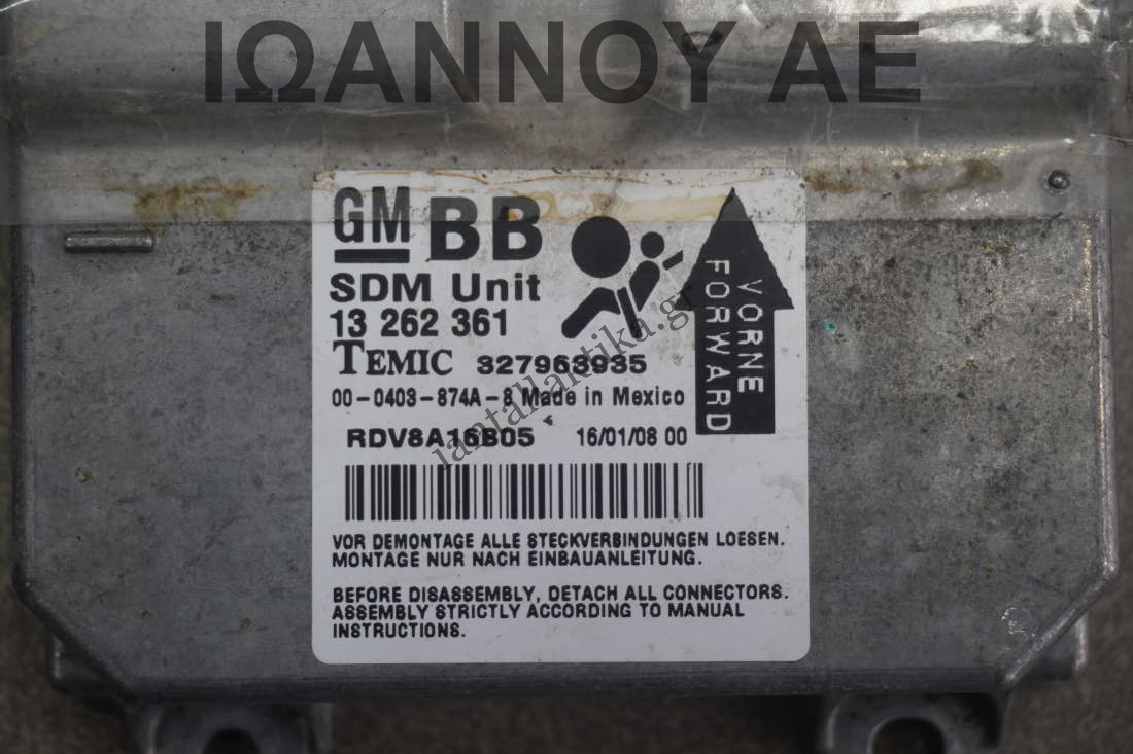 ΙΩΑΝΝΟΥ ΑΕ
GM BB
SDM Unit
13 262 361
TEMIC 327963935
00-0403-874A-8 Made in Mexico
RDV8A16B05 16/01/08 00
VORNE
FORWARD
VOR DEMONTAGE ALLE STECKVERBINDUNGEN LOESEN.
MONTAGE NUR NACH EINBAUANLEITUNG.
BEFORE DISASSEMBLY, DETACH ALL CONNECTORS.
ASSEMBLY STRICTLY ACCORDING TO MANUAL
INSTRUCTIONS.
iantallaktika.gr